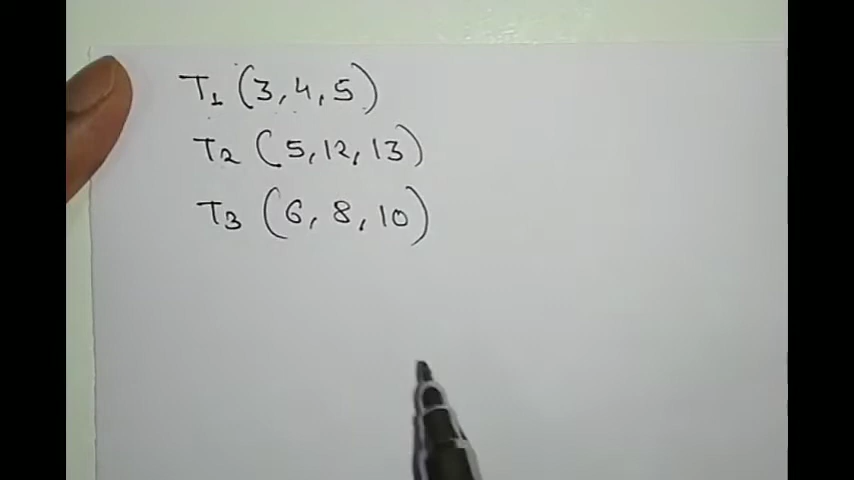 T₁ (3, 4, 5)
T₂ (5, 12, 13)
T₃ (6, 8, 10)